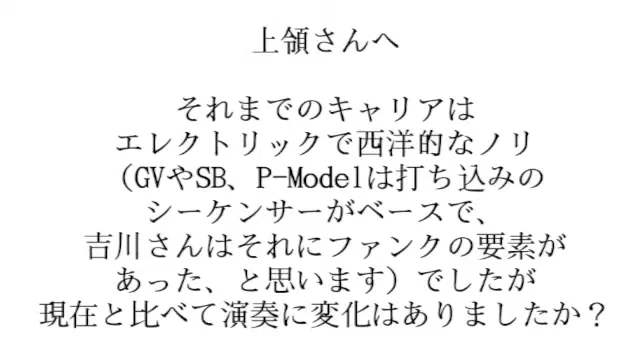 上領さんへ
それまでのキャリアは
エレクトリックで西洋的なノリ
（GVやSB、P-Modelは打ち込みの
シーケンサーがベースで、
吉川さんはそれにファンクの要素が
あった、と思います）でしたが
現在と比べて演奏に変化はありましたか？